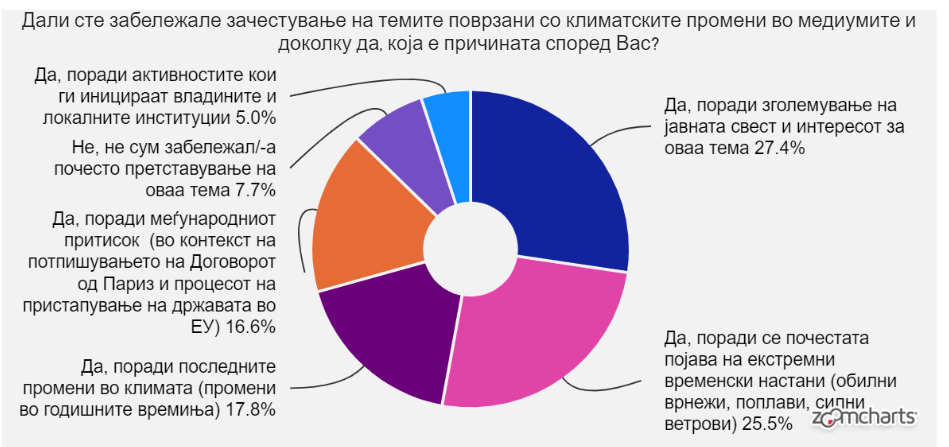 Дали сте забележале зачестување на темите поврзани со климатските промени во медиумите и
доколку да, која е причината според Вас?
Да, поради активностите кои
ги иницираат владините и
локалните институции 5.0%
Не, не сум забележал/-а
почесто претставување на
оваа тема 7.7%
Да, поради меѓународниот
притисок (во контекст на
потпишувањето на Договорот
од Париз и процесот на
пристапување на државата во
ЕУ) 16.6%
Да, поради последните
промени во климата (промени
во годишните времиња) 17.8%
Да, поради зголемување на
јавната свест и интересот за
оваа тема 27.4%
Да, поради се почестата
појава на екстремни
временски настани (обилни
врнежи, поплави, силни
ветрови) 25.5%
zoomcharts